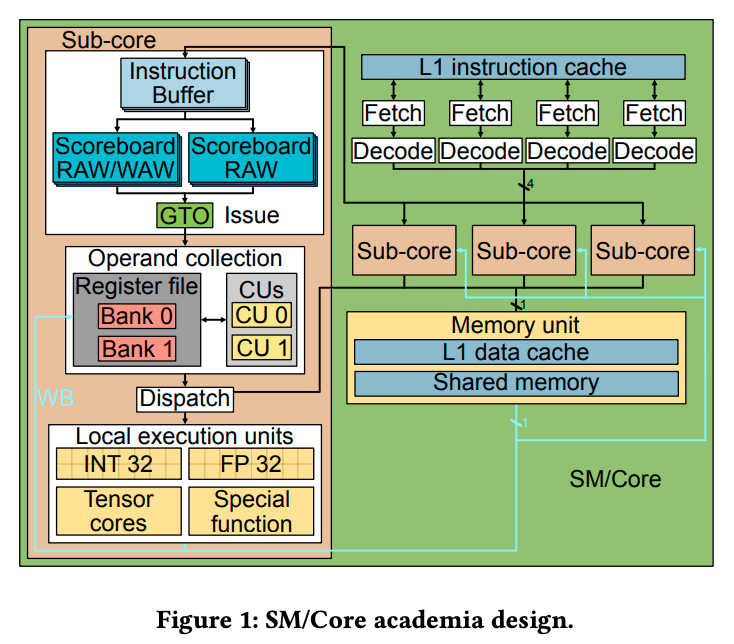 Sub-core
Instruction
Buffer
Scoreboard
RAW/WAW
Scoreboard
RAW
GTO
Issue
Operand collection
Register file
Bank 0
Bank 1
CUs
CU 0
CU 1
WB
Dispatch
Local execution units
INT 32
FP 32
Tensor
cores
Special
function
L1 instruction cache
Fetch
Fetch
Fetch
Fetch
Decode
Decode
Decode
Decode
4
Sub-core
Sub-core
Sub-core
1
Memory unit
L1 data cache
Shared memory
1
SM/Core
Figure 1: SM/Core academia design.